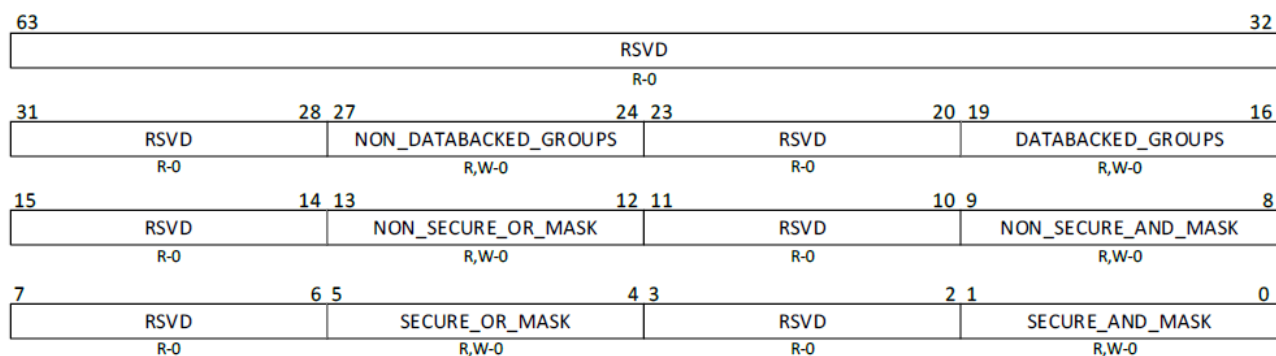 63 32
RSVD
R-0
31 28 27 24 23 20 19 16
RSVD NON_DATABACKED_GROUPS RSVD DATABACKED_GROUPS
R-0 R,W-0 R-0 R,W-0
15 14 13 12 11 10 9 8
RSVD NON_SECURE_OR_MASK RSVD NON_SECURE_AND_MASK
R-0 R,W-0 R-0 R,W-0
7 6 5 4 3 2 1 0
RSVD SECURE_OR_MASK RSVD SECURE_AND_MASK
R-0 R,W-0 R-0 R,W-0